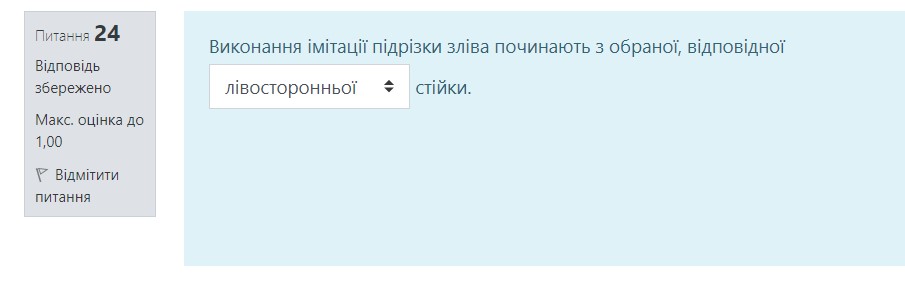 Питання 24
Відповідь
збережено
Макс. оцінка до
1,00
Відмітити
питання
Виконання імітації підрізки зліва починають з обраної, відповідної
лівосторонньої стійки.